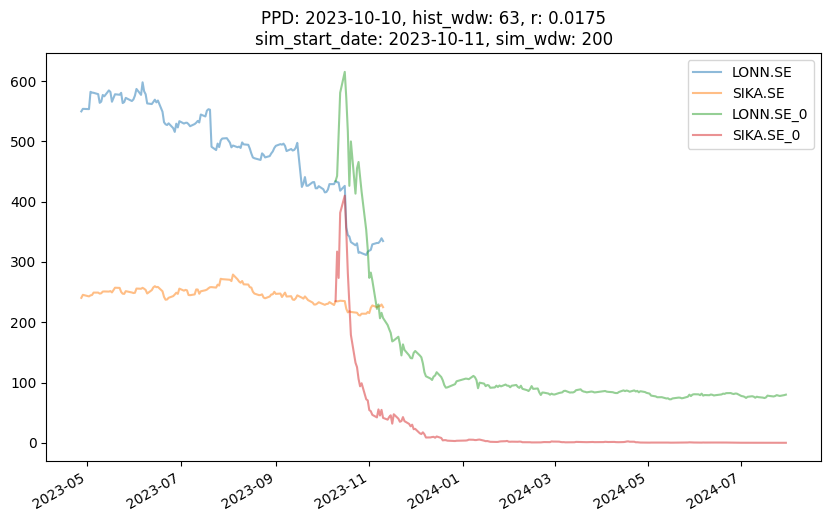 PPD: 2023-10-10, hist_wdw: 63, r: 0.0175
sim_start_date: 2023-10-11, sim_wdw: 200
LONN.SE
SIKA.SE
LONN.SE_0
SIKA.SE_0
600
500
400
300
200
100
0
2023-05
2023-07
2023-09
2023-11
2024-01
2024-03
2024-05
2024-07